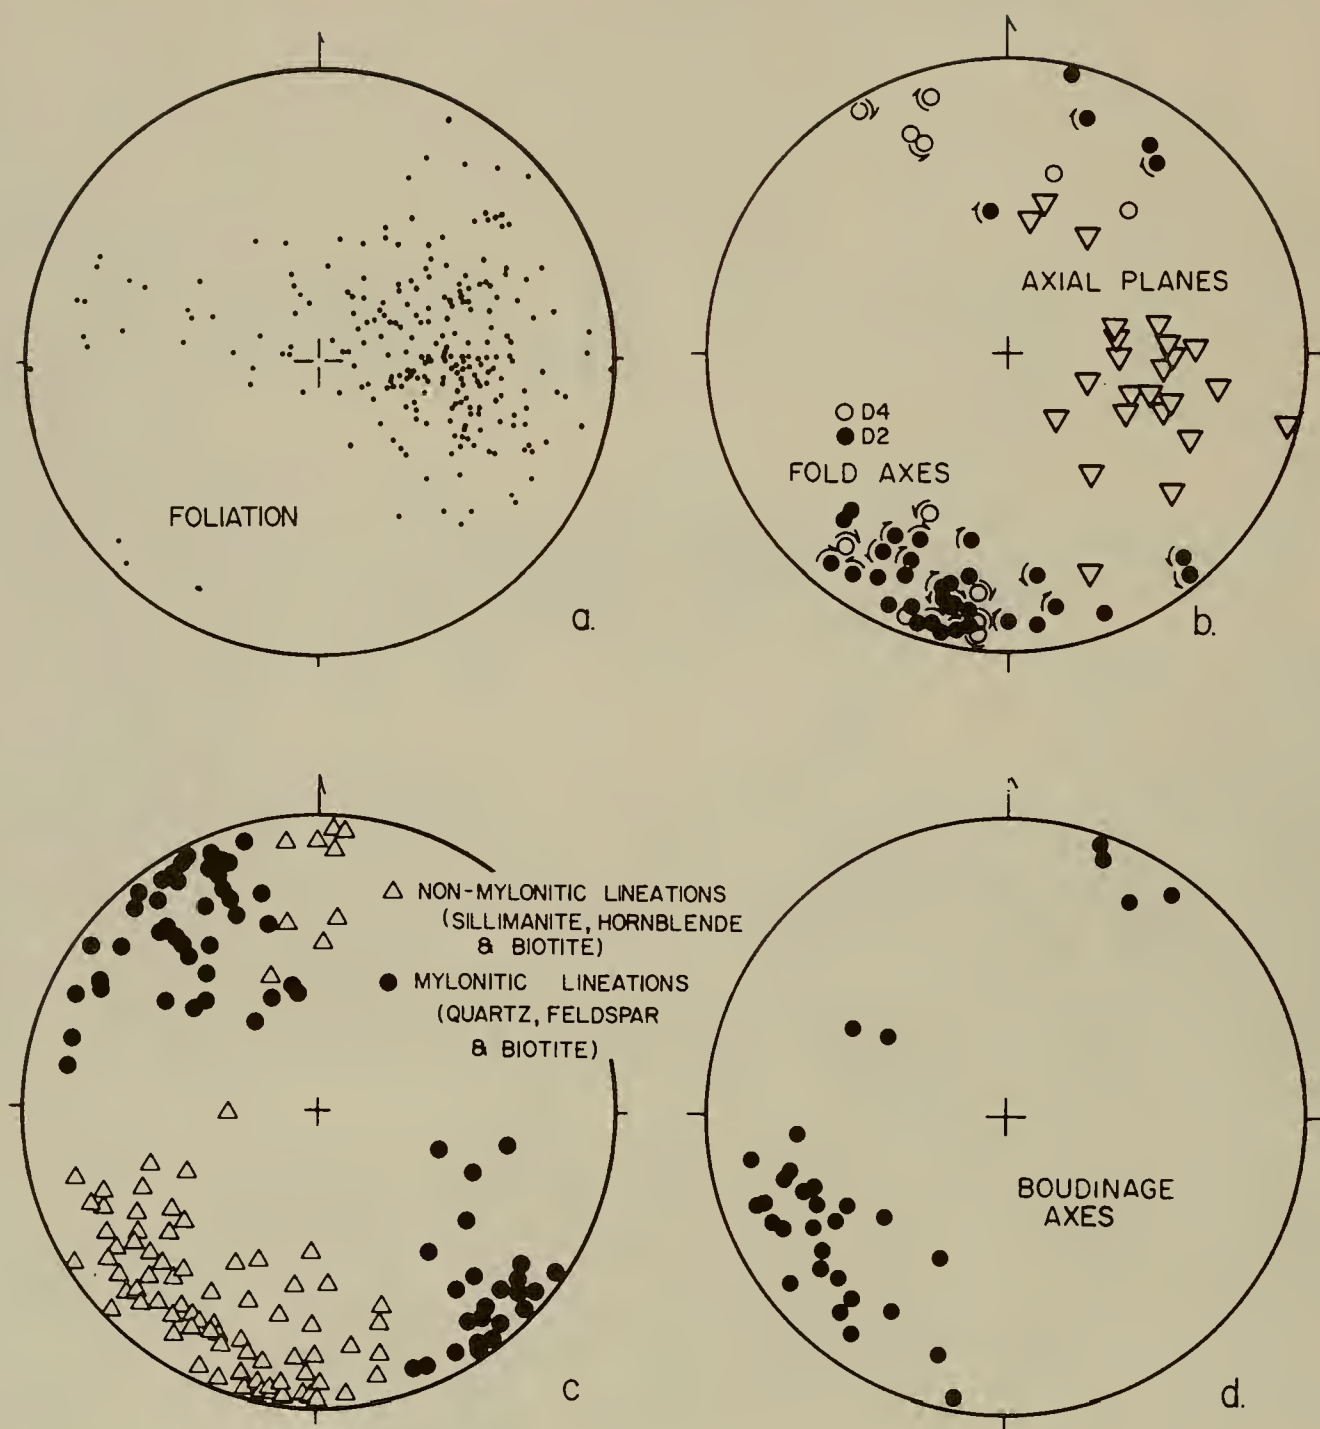 FOLIATION
a.
AXIAL PLANES
D4
D2
FOLD AXES
b.
NON-MYLONITIC LINEATIONS
(SILLIMANITE, HORNBLENDE
& BIOTITE)
MYLONITIC LINEATIONS
(QUARTZ, FELDSPAR
& BIOTITE)
c
BOUDINAGE
AXES
d.